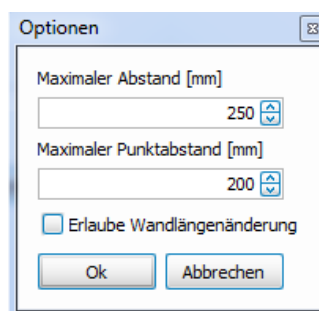 Optionen
Maximaler Abstand [mm]
250
Maximaler Punktabstand [mm]
200
Erlaube Wandlängenänderung
Ok Abbrechen